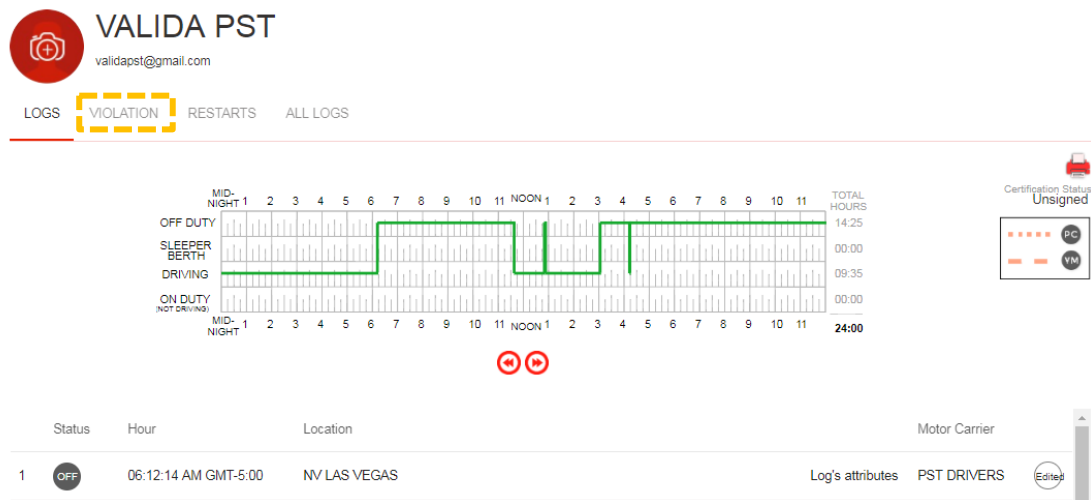 VALIDA PST
validapst@gmail.com
LOGS VIOLATION RESTARTS ALL LOGS
Certification Status
Unsigned
MID-
NIGHT 1 2 3 4 5 6 7 8 9 10 11 NOON 1 2 3 4 5 6 7 8 9 10 11 TOTAL
HOURS
OFF DUTY 14:25
SLEEPER
BERTH 00:00
DRIVING 09:35
ON DUTY
(NOT DRIVING) 00:00
MID-
NIGHT 1 2 3 4 5 6 7 8 9 10 11 NOON 1 2 3 4 5 6 7 8 9 10 11 24:00
PC
YM
Status Hour Location Motor Carrier
1 OFF 06:12:14 AM GMT-5:00 NV LAS VEGAS Log's attributes PST DRIVERS Edited